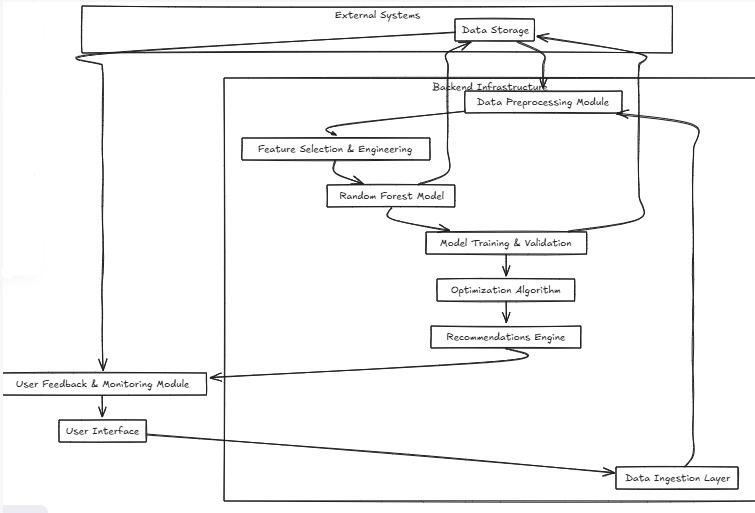 External Systems
Data Storage
Backend Infrastructure
Data Preprocessing Module
Feature Selection & Engineering
Random Forest Model
Model Training & Validation
Optimization Algorithm
Recommendations Engine
User Feedback & Monitoring Module
User Interface
Data Ingestion Layer